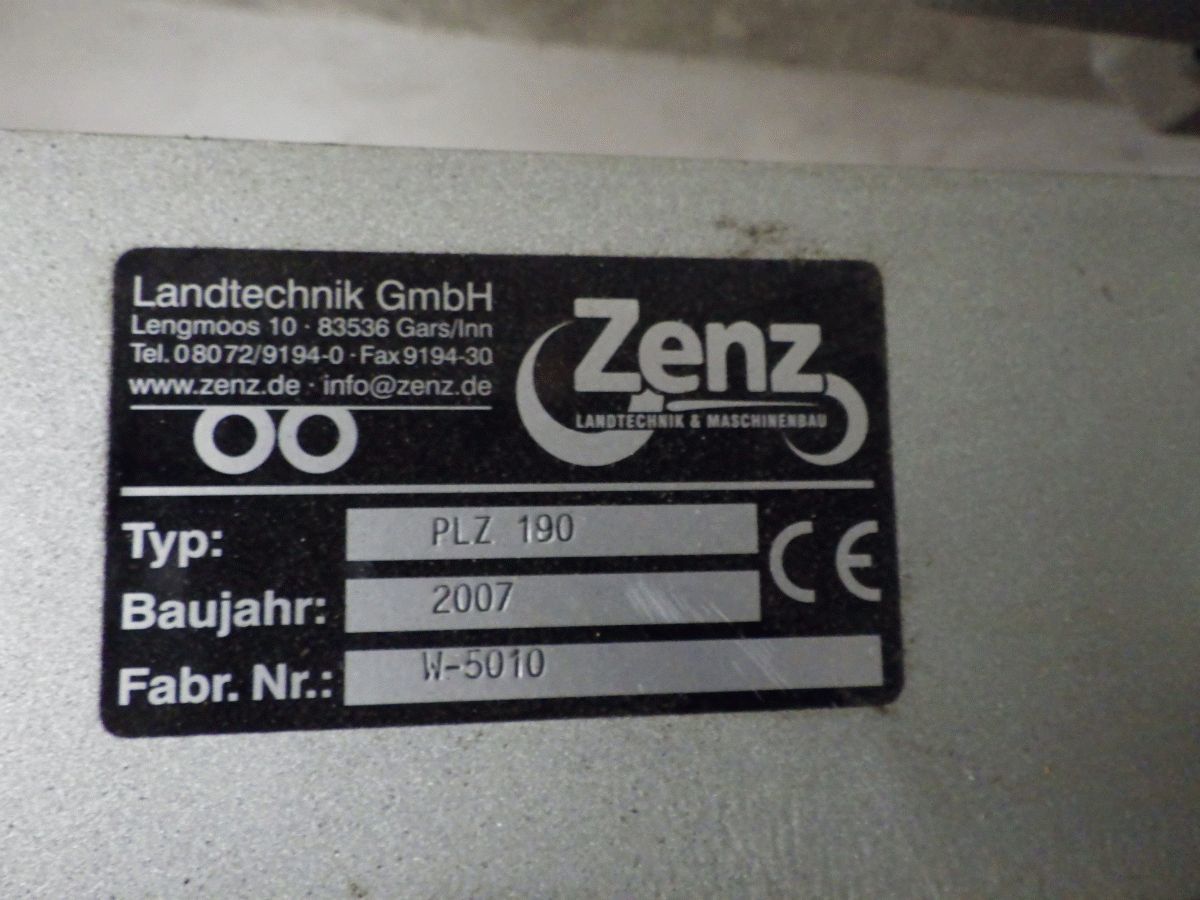 Landtechnik GmbH
Lengmoos 10 · 83536 Gars/Inn
Tel. 08072/9194-0 · Fax 9194-30
www.zenz.de · info@zenz.de
Zenz
LANDTECHNIK & MASCHINENBAU
Typ: PLZ 190
CE
Baujahr: 2007
Fabr. Nr.: W-5010